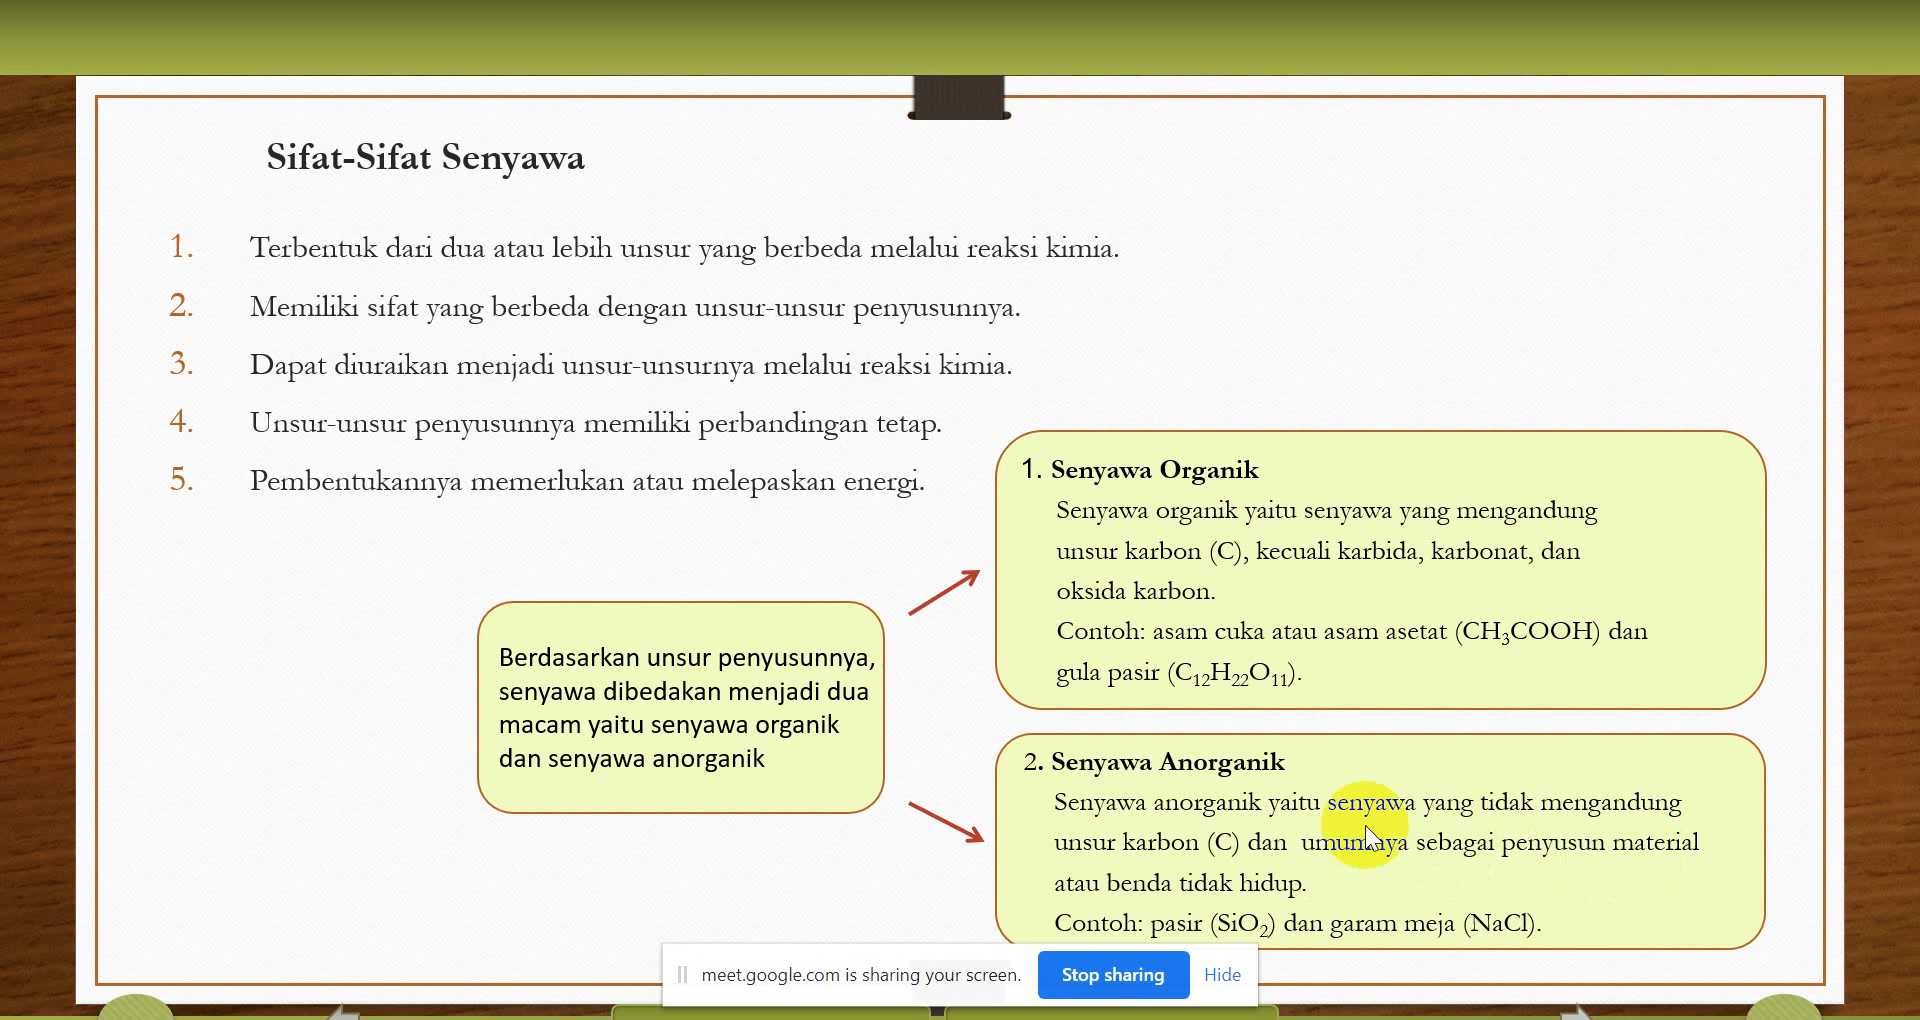 Sifat-Sifat Senyawa
1. Terbentuk dari dua atau lebih unsur yang berbeda melalui reaksi kimia.
2. Memiliki sifat yang berbeda dengan unsur-unsur penyusunnya.
3. Dapat diuraikan menjadi unsur-unsurnya melalui reaksi kimia.
4. Unsur-unsur penyusunnya memiliki perbandingan tetap.
5. Pembentukannya memerlukan atau melepaskan energi.
Berdasarkan unsur penyusunnya,
senyawa dibedakan menjadi dua
macam yaitu senyawa organik
dan senyawa anorganik
1. Senyawa Organik
Senyawa organik yaitu senyawa yang mengandung
unsur karbon (C), kecuali karbida, karbonat, dan
oksida karbon.
Contoh: asam cuka atau asam asetat (CH₃COOH) dan
gula pasir (C₁₂H₂₂O₁₁).
2. Senyawa Anorganik
Senyawa anorganik yaitu senyawa yang tidak mengandung
unsur karbon (C) dan umumnya sebagai penyusun material
atau benda tidak hidup.
Contoh: pasir (SiO₂) dan garam meja (NaCl).
meet.google.com is sharing your screen. Stop sharing Hide